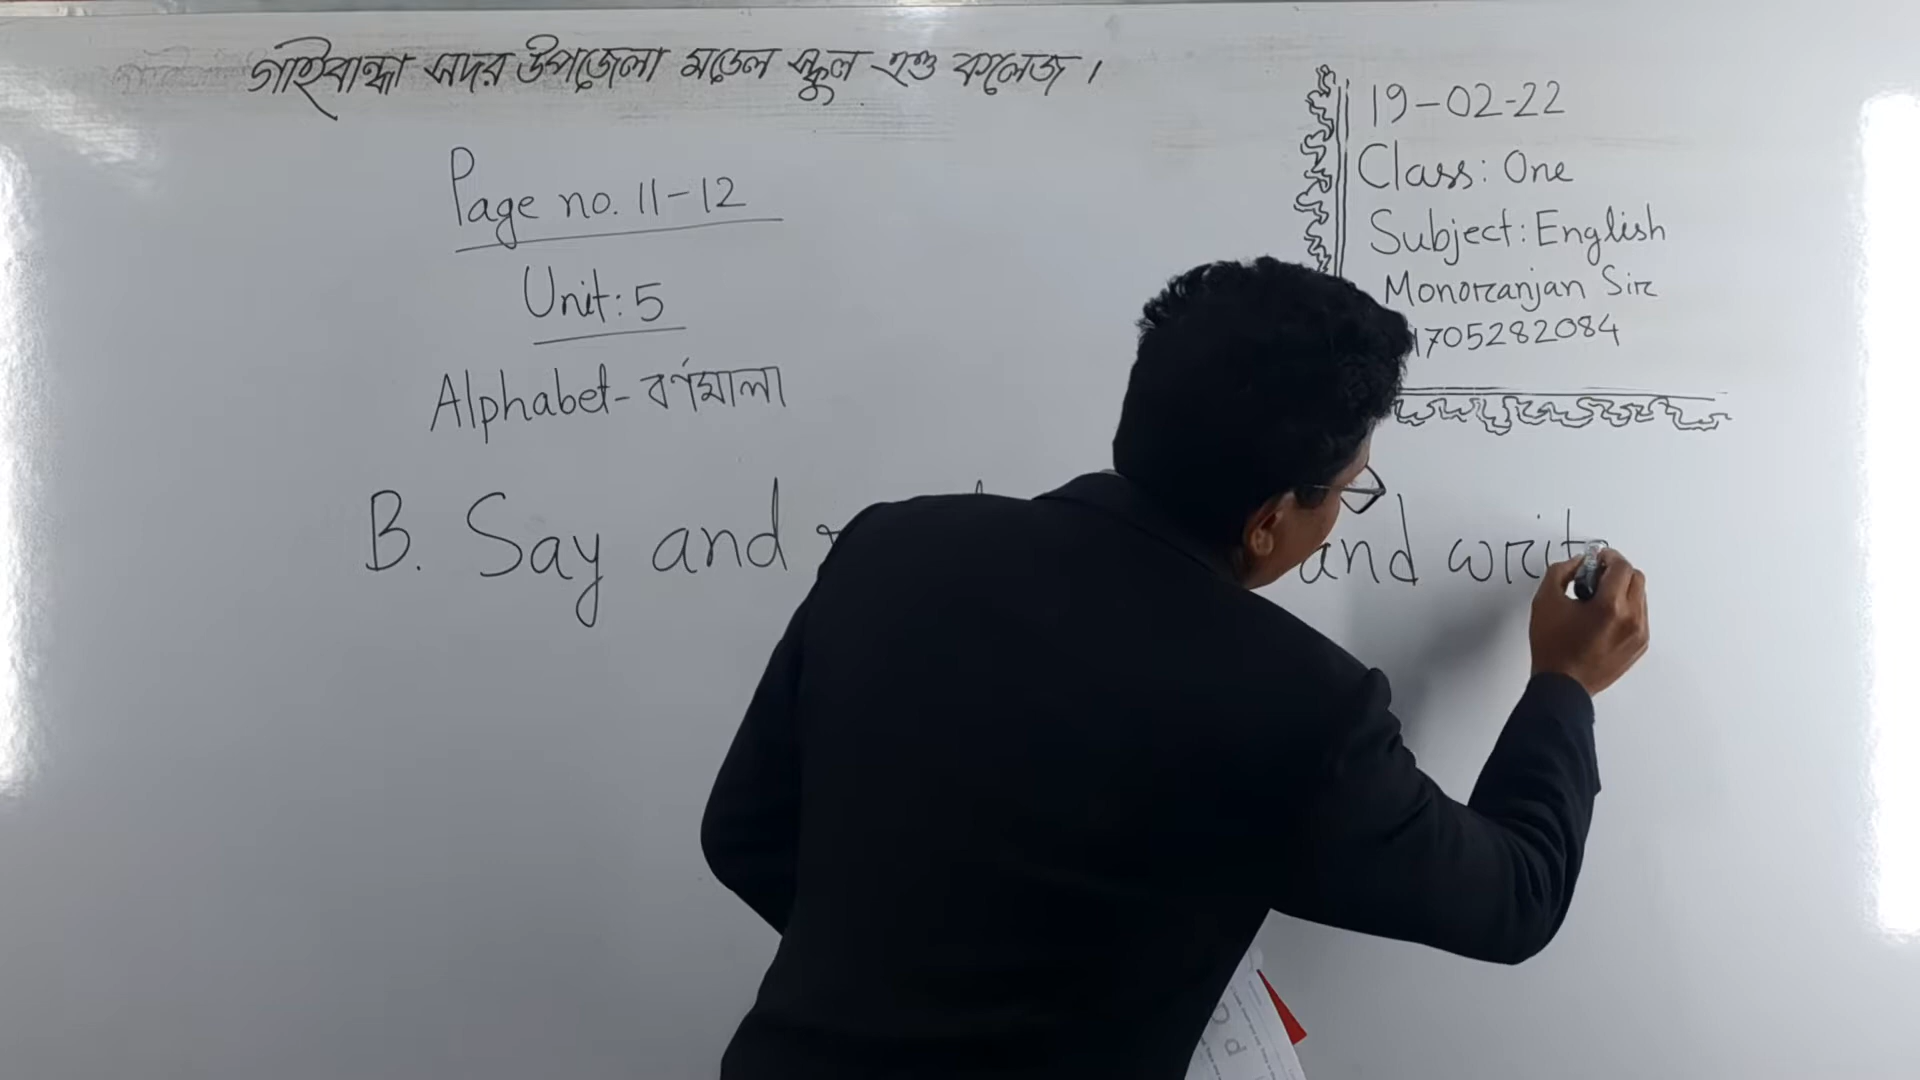 গাইবান্ধা সদর উপজেলা মডেল স্কুল এণ্ড কলেজ।
19-02-22
Class: One
Subject: English
Monoranjan Sir
1705282084
Page no. 11-12
Unit: 5
Alphabet - বর্ণমালা
B. Say and and write